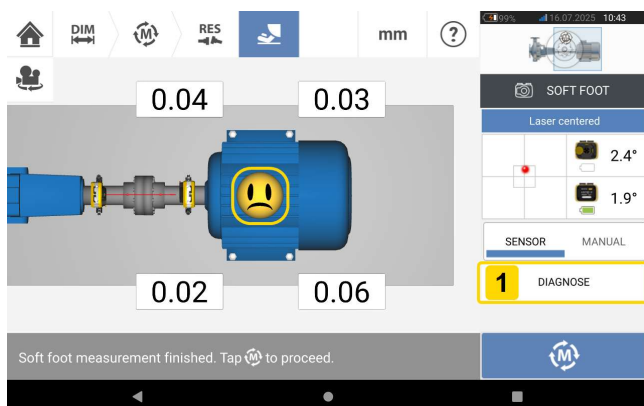 99% 16.07.2025 10:43
DIM
M
RES
mm
?
SOFT FOOT
Laser centered
2.4°
1.9°
0.04
0.03
0.02
0.06
SENSOR MANUAL
1 DIAGNOSE
Soft foot measurement finished. Tap M to proceed.
M